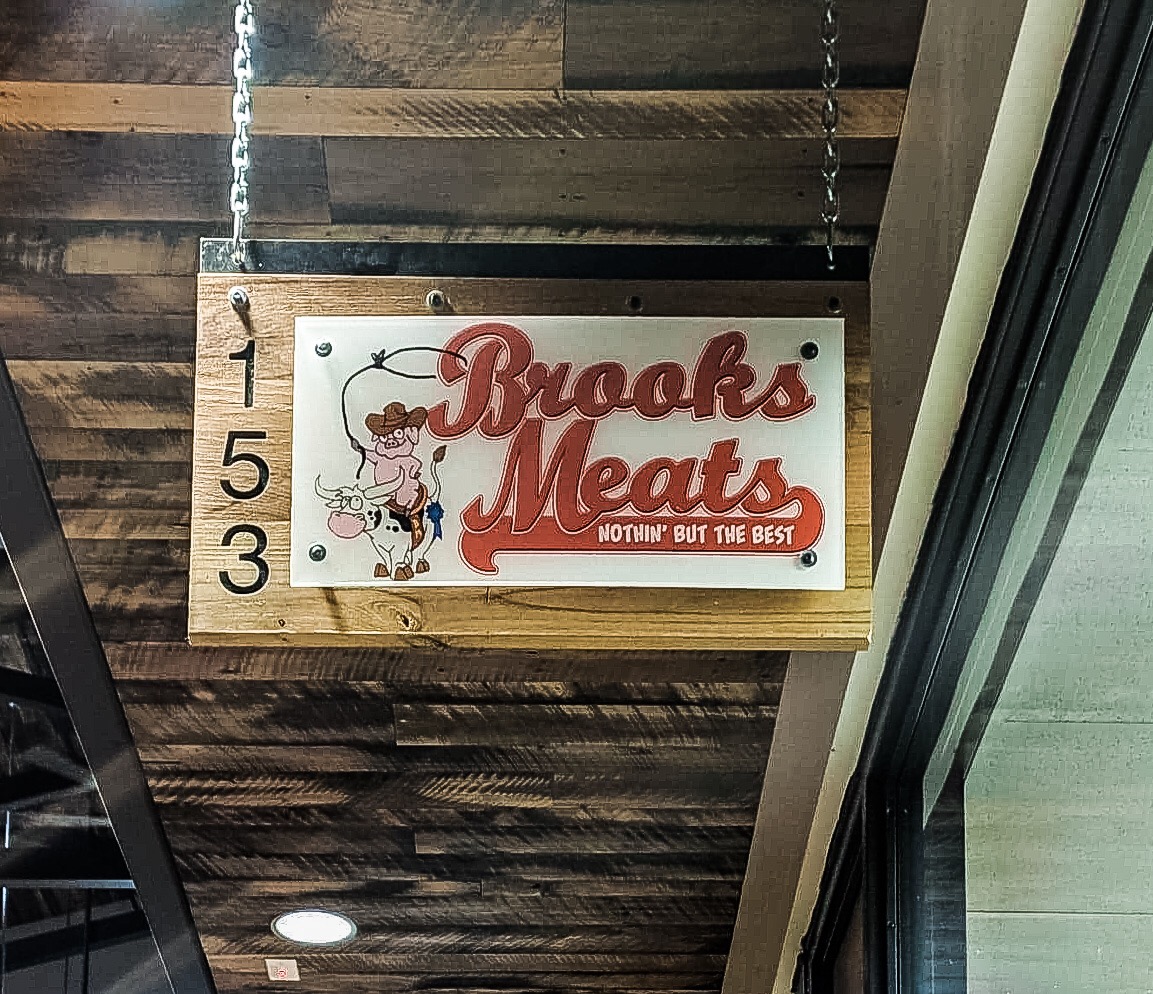 1
5
3
Brooks
Meats
NOTHIN' BUT THE BEST